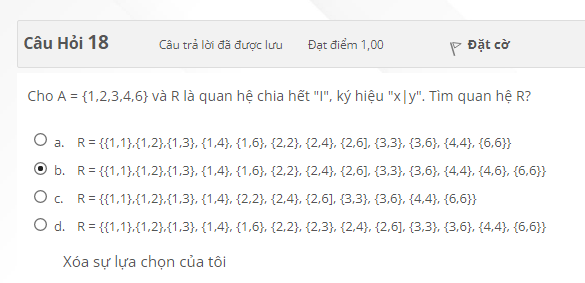 Câu Hỏi 18 Câu trả lời đã được lưu Đạt điểm 1,00 Đặt cờ
Cho A = {1,2,3,4,6} và R là quan hệ chia hết "|", ký hiệu "x|y". Tìm quan hệ R?
a. R = {{1,1},{1,2},{1,3}, {1,4}, {1,6}, {2,2}, {2,4}, {2,6], {3,3}, {3,6}, {4,4}, {6,6}}
b. R = {{1,1},{1,2},{1,3}, {1,4}, {1,6}, {2,2}, {2,4}, {2,6], {3,3}, {3,6}, {4,4}, {4,6}, {6,6}}
c. R = {{1,1},{1,2},{1,3}, {1,4}, {2,2}, {2,4}, {2,6], {3,3}, {3,6}, {4,4}, {6,6}}
d. R = {{1,1},{1,2},{1,3}, {1,4}, {1,6}, {2,2}, {2,3}, {2,4}, {2,6], {3,3}, {3,6}, {4,4}, {6,6}}
Xóa sự lựa chọn của tôi